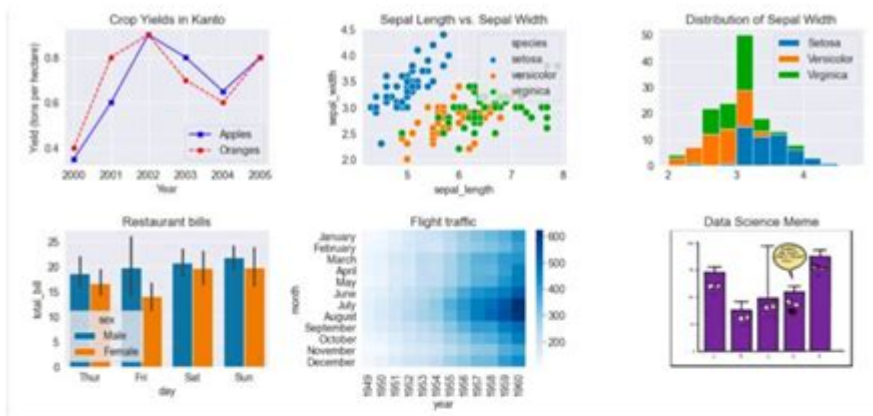 Crop Yields in Kanto
Yield (tons per hectare)
0.8
0.6
0.4
Apples
Oranges
2000 2001 2002 2003 2004 2005
Year
Sepal Length vs. Sepal Width
sepal_width
4.5
4.0
3.5
3.0
2.5
2.0
species
setosa
versicolor
virginica
5 6 7 8
sepal_length
Distribution of Sepal Width
50
40
30
20
10
0
Setosa
Versicolor
Virginica
2 3 4
Restaurant bills
total_bill
25
20
15
10
5
0
sex
Male
Female
Thur Fri Sat Sun
day
Flight traffic
month
January
February
March
April
May
June
July
August
September
October
November
December
1949 1950 1951 1952 1953 1954 1955 1956 1957 1958 1959 1960
year
600
500
400
300
200
Data Science Meme